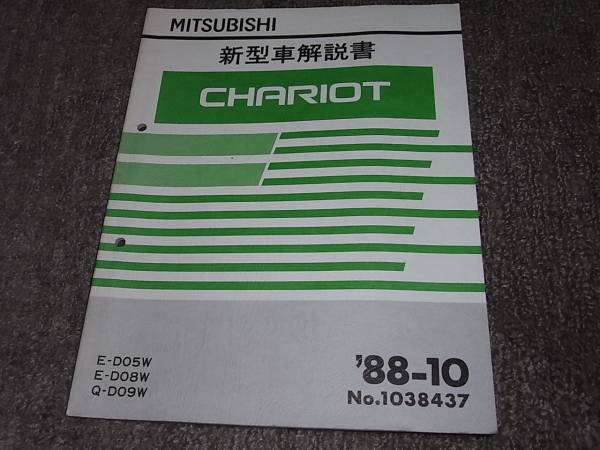 MITSUBISHI
新型車解説書
CHARIOT
E-D05W
E-D08W
Q-D09W
'88-10
No.1038437